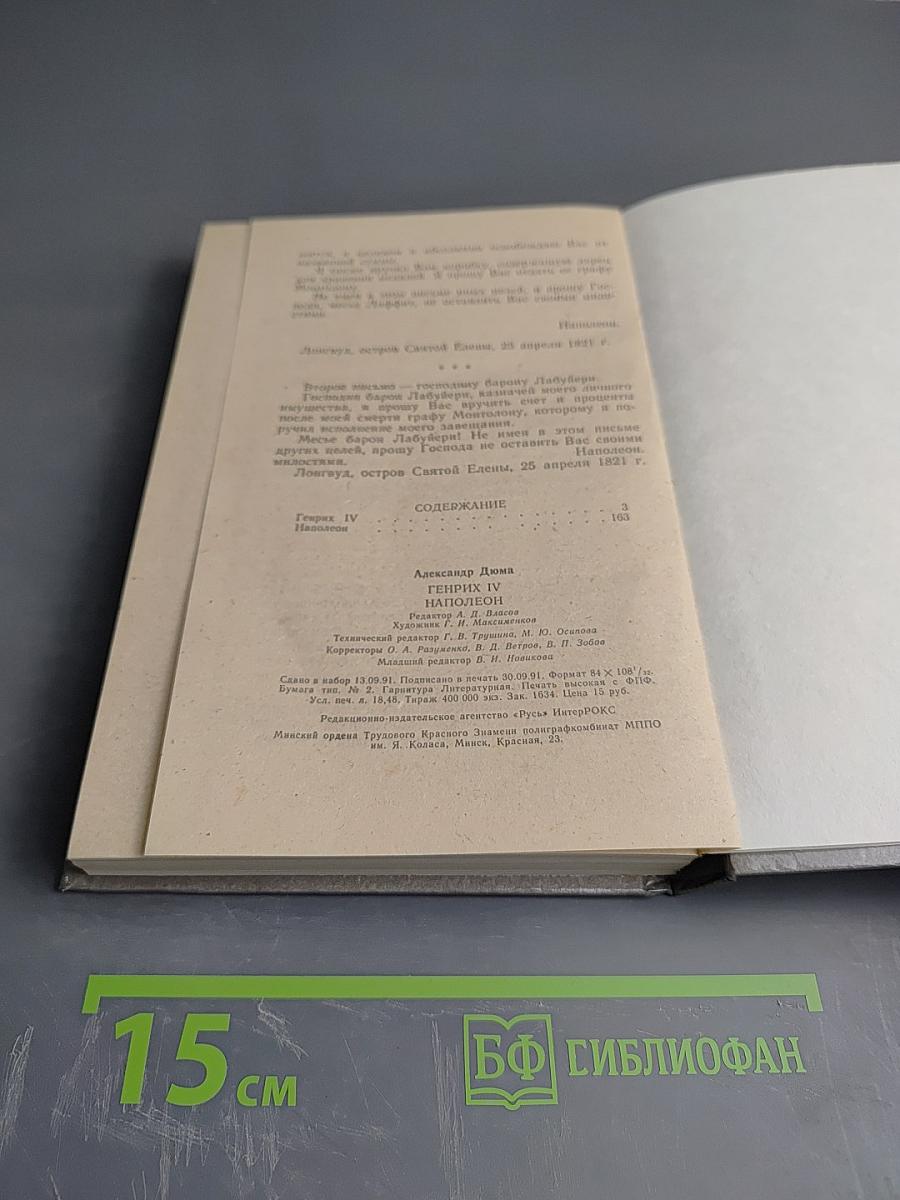 Наполеон.
Лонгвуд, остров Святой Елены, 25 апреля 1821 г.
* * *
Второе письмо — господину барону Лабуйери.
Господин барон Лабуйери, казначей моего личного
имущества, я прошу Вас вручить счет и проценты
после моей смерти графу Монтолону, которому я по-
ручил исполнение моего завещания.
Месье барон Лабуйери! Не имея в этом письме
других целей, прошу Господа не оставить Вас своими
милостями. Наполеон.
Лонгвуд, остров Святой Елены, 25 апреля 1821 г.
СОДЕРЖАНИЕ
Генрих IV . . . . . . . . . . . . . . 3
Наполеон . . . . . . . . . . . . . . 163
Александр Дюма
ГЕНРИХ IV
НАПОЛЕОН
Редактор А. Д. Власов
Художник Г. И. Максименков
Технический редактор Г. В. Трушина, М. Ю. Осипова
Корректоры О. А. Разуменко, В. Д. Ветров, В. П. Зобов
Младший редактор В. И. Новикова
Сдано в набор 13.09.91. Подписано в печать 30.09.91. Формат 84 × 108¹/₃₂.
Бумага тип. № 2. Гарнитура Литературная. Печать высокая с ФПФ.
Усл. печ. л. 18,48. Тираж 400 000 экз. Зак. 1634. Цена 15 руб.
Редакционно-издательское агентство «Русь» ИнтерРОКС
Минский ордена Трудового Красного Знамени полиграфкомбинат МППО
им. Я. Коласа, Минск, Красная, 23.
15 см
БФ БИБЛИОФАН